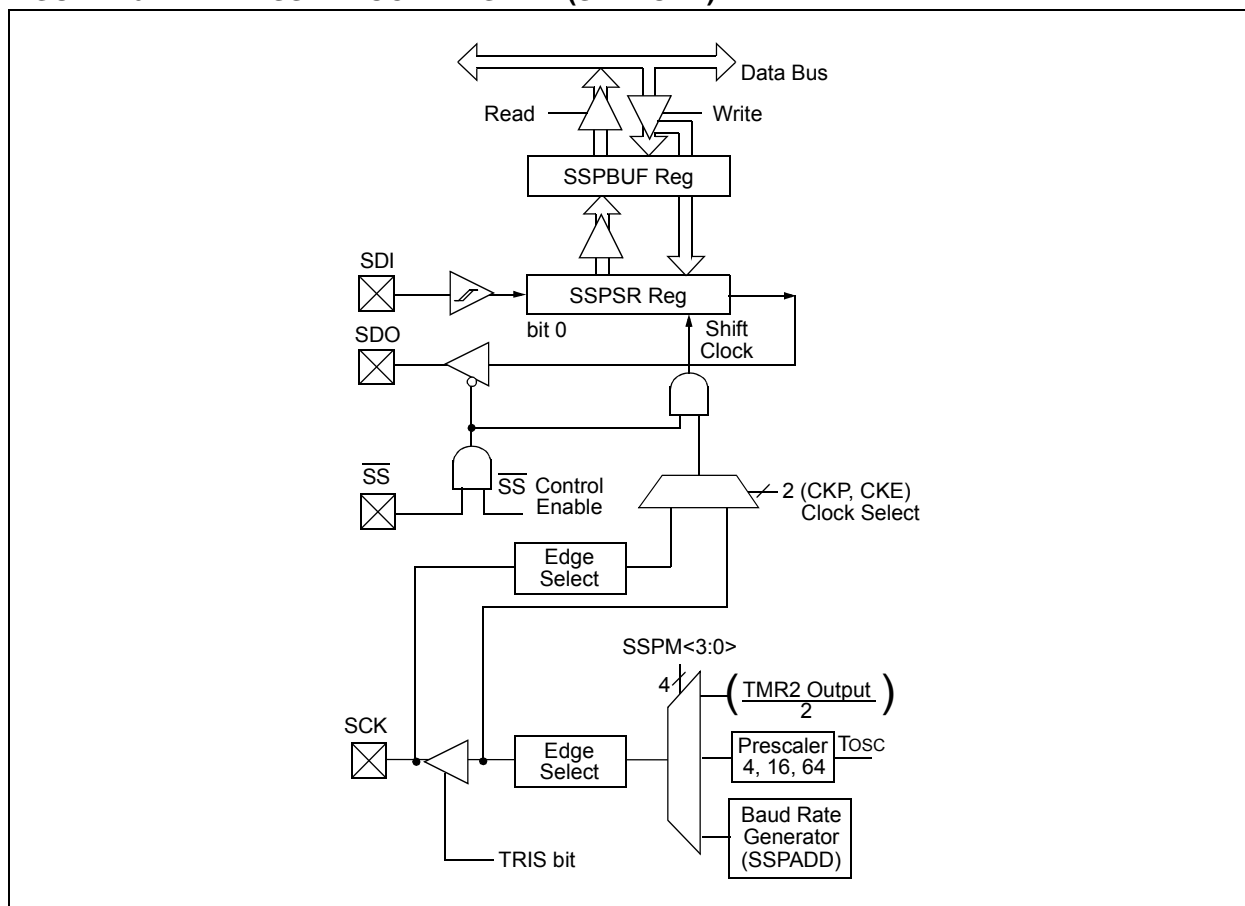 Data Bus
Read
Write
SSPBUF Reg
SDI
SSPSR Reg
bit 0
Shift
Clock
SDO
SS
SS Control
Enable
2 (CKP, CKE)
Clock Select
Edge
Select
SSPM<3:0>
4
(TMR2 Output)
2
SCK
Edge
Select
Prescaler
4, 16, 64
TOSC
Baud Rate
Generator
(SSPADD)
TRIS bit